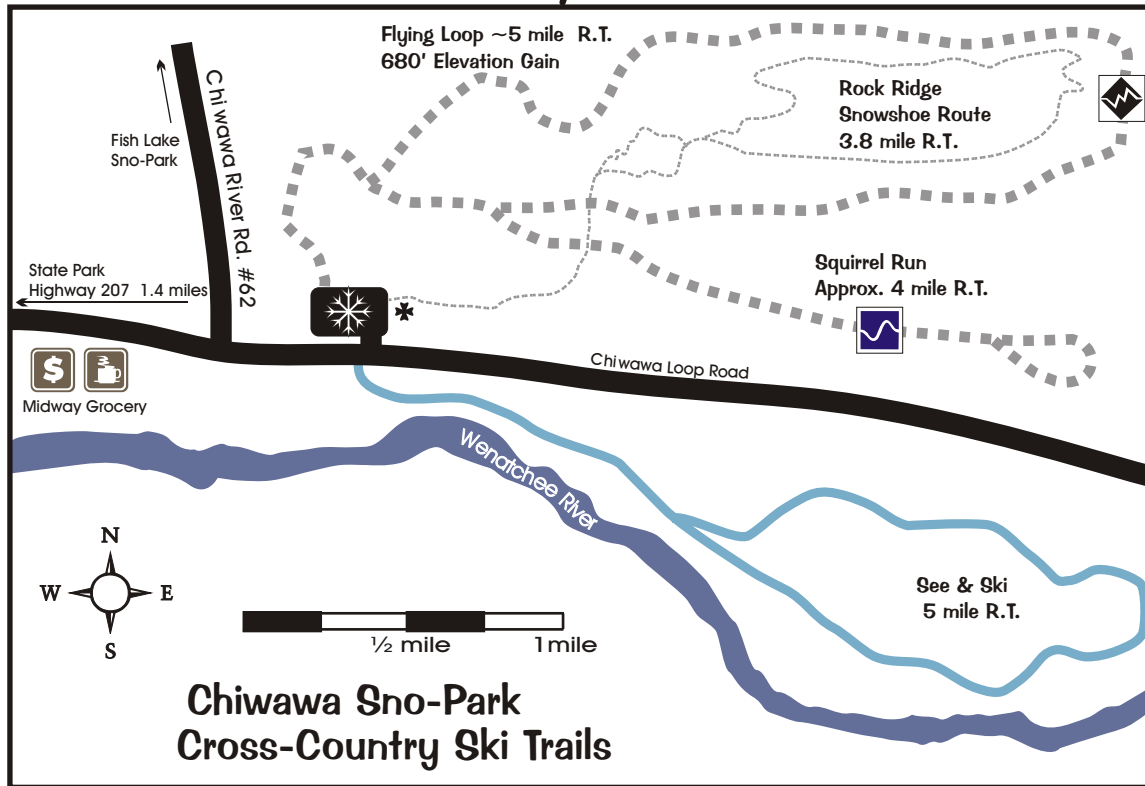 Flying Loop ~5 mile R.T.
680' Elevation Gain
Chiwawa River Rd. #62
Fish Lake
Sno-Park
Rock Ridge
Snowshoe Route
3.8 mile R.T.
State Park
Highway 207 1.4 miles
Squirrel Run
Approx. 4 mile R.T.
Chiwawa Loop Road
$
Midway Grocery
Wenatchee River
N
W
E
S
See & Ski
5 mile R.T.
½ mile
1mile
Chiwawa Sno-Park
Cross-Country Ski Trails